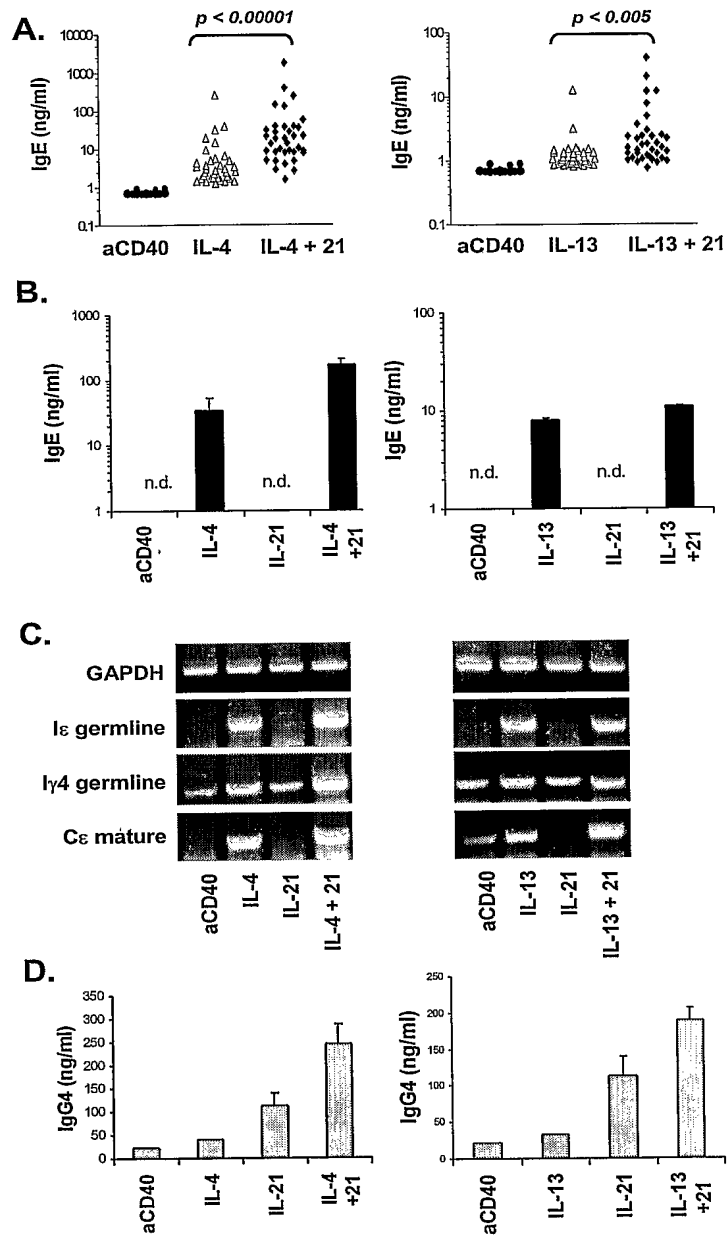 A.
p < 0.00001
IgE (ng/ml)
10000
1000
100
10
1
0.1
aCD40 IL-4 IL-4 + 21
p < 0.005
IgE (ng/ml)
100
10
1
0.1
aCD40 IL-13 IL-13 + 21
B.
IgE (ng/ml)
1000
100
10
1
n.d. n.d.
aCD40
IL-4
IL-21
IL-4
+21
IgE (ng/ml)
100
10
1
n.d. n.d.
aCD40
IL-13
IL-21
IL-13
+21
C.
GAPDH
Iε germline
Iγ4 germline
Cε mature
aCD40
IL-4
IL-21
IL-4 + 21
aCD40
IL-13
IL-21
IL-13 + 21
D.
IgG4 (ng/ml)
350
300
250
200
150
100
50
0
aCD40
IL-4
IL-21
IL-4
+21
IgG4 (ng/ml)
250
200
150
100
50
0
aCD40
IL-13
IL-21
IL-13
+21